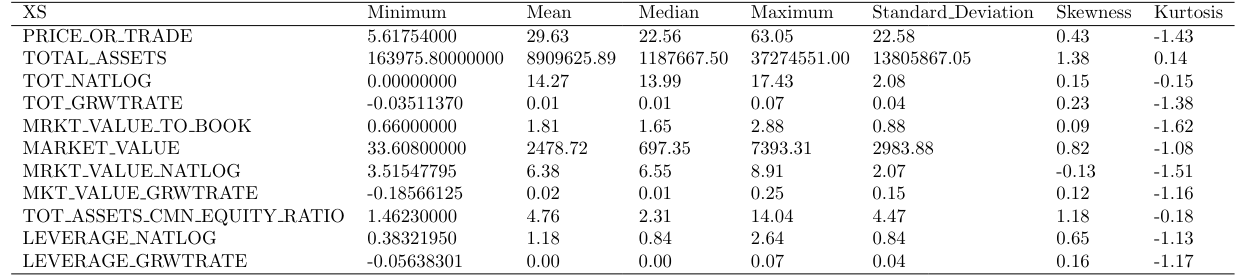 XS Minimum Mean Median Maximum Standard_Deviation Skewness Kurtosis
PRICE_OR_TRADE 5.61754000 29.63 22.56 63.05 22.58 0.43 -1.43
TOTAL_ASSETS 163975.80000000 8909625.89 1187667.50 37274551.00 13805867.05 1.38 0.14
TOT_NATLOG 0.00000000 14.27 13.99 17.43 2.08 0.15 -0.15
TOT_GRWTRATE -0.03511370 0.01 0.01 0.07 0.04 0.23 -1.38
MRKT_VALUE_TO_BOOK 0.66000000 1.81 1.65 2.88 0.88 0.09 -1.62
MARKET_VALUE 33.60800000 2478.72 697.35 7393.31 2983.88 0.82 -1.08
MRKT_VALUE_NATLOG 3.51547795 6.38 6.55 8.91 2.07 -0.13 -1.51
MKT_VALUE_GRWTRATE -0.18566125 0.02 0.01 0.25 0.15 0.12 -1.16
TOT_ASSETS_CMN_EQUITY_RATIO 1.46230000 4.76 2.31 14.04 4.47 1.18 -0.18
LEVERAGE_NATLOG 0.38321950 1.18 0.84 2.64 0.84 0.65 -1.13
LEVERAGE_GRWTRATE -0.05638301 0.00 0.00 0.07 0.04 0.16 -1.17